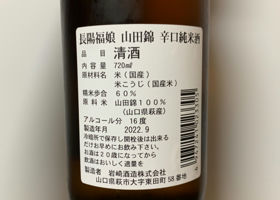 長陽福娘 山田錦 辛口純米酒
品目 清酒
内容量 720㎖
原材料名 米(国産)
米こうじ(国産米)
精米歩合 60%
原料米 山田錦100%
(山口県萩産)
アルコール分 16度
製造年月 2022.9
冷暗所で保存し開栓後は出来る
だけお早めにお飲み下さい。
お酒は20歳になってから
飲酒はおいしく適量を
製造者 岩崎酒造株式会社
山口県萩市大字東田町58番地